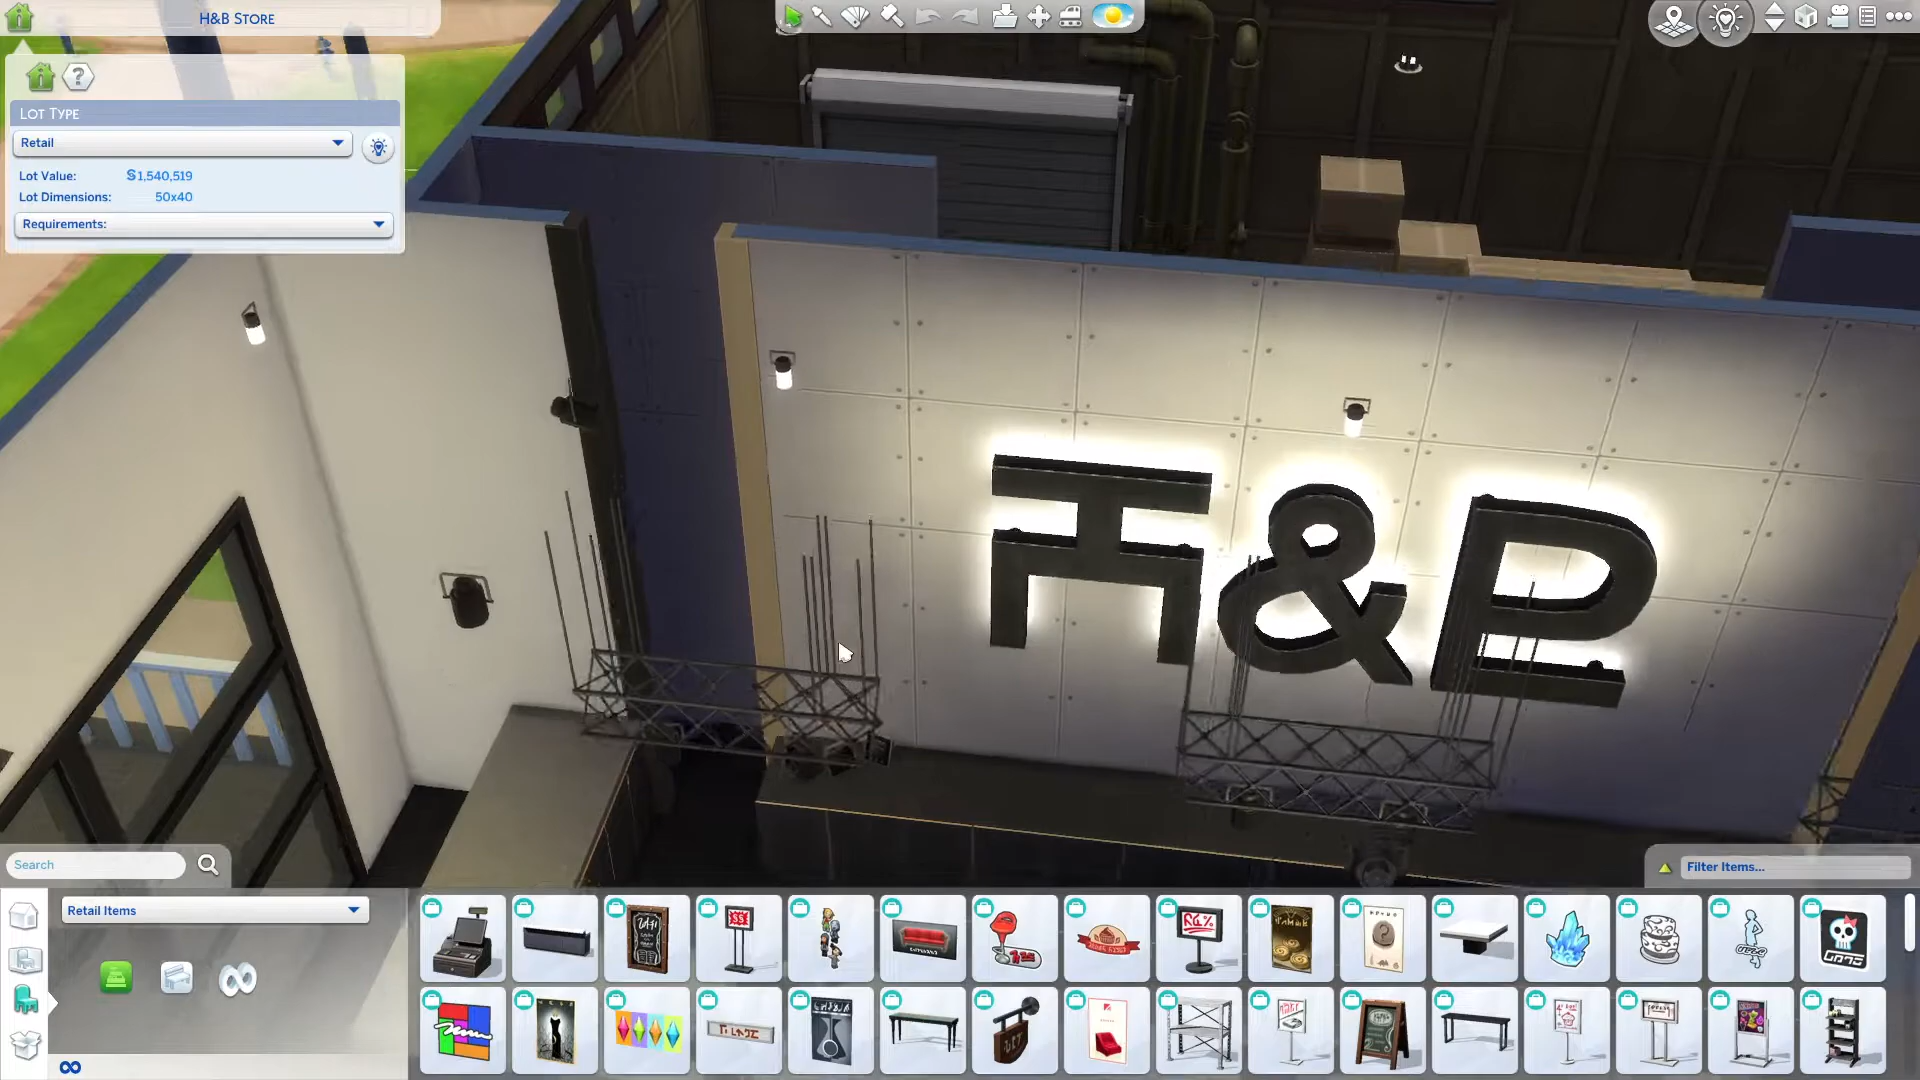 H&B STORE
LOT TYPE
Retail
Lot Value: §1,540,519
Lot Dimensions: 50x40
Requirements:
Search
Filter Items...
Retail Items